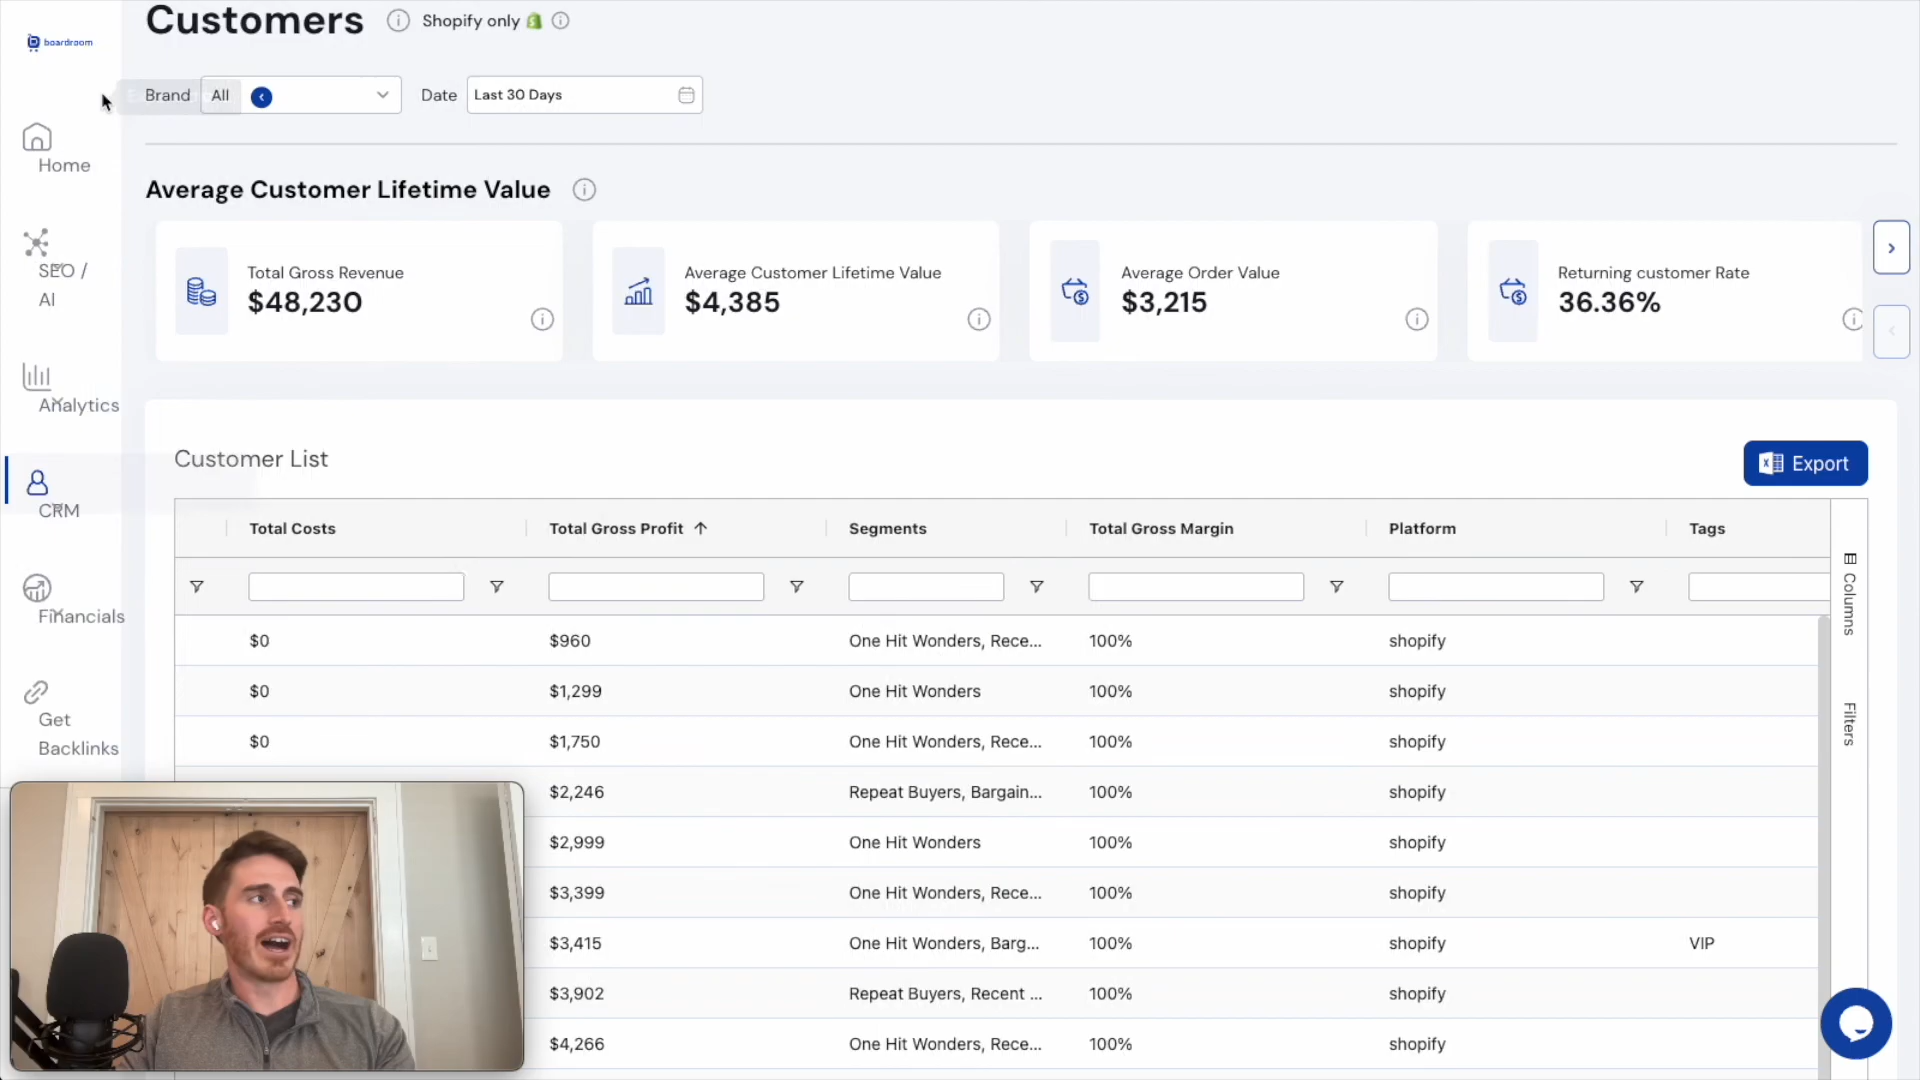 Customers
Shopify only
boardroom
Brand All
Date Last 30 Days
Home
SEO /
AI
Analytics
CRM
Financials
Get
Backlinks
Average Customer Lifetime Value
Total Gross Revenue
$48,230
Average Customer Lifetime Value
$4,385
Average Order Value
$3,215
Returning customer Rate
36.36%
Customer List
Export
Total Costs Total Gross Profit Segments Total Gross Margin Platform Tags
$0 $960 One Hit Wonders, Rece... 100% shopify
$0 $1,299 One Hit Wonders 100% shopify
$0 $1,750 One Hit Wonders, Rece... 100% shopify
$2,246 Repeat Buyers, Bargain... 100% shopify
$2,999 One Hit Wonders 100% shopify
$3,399 One Hit Wonders, Rece... 100% shopify
$3,415 One Hit Wonders, Barg... 100% shopify VIP
$3,902 Repeat Buyers, Recent ... 100% shopify
$4,266 One Hit Wonders, Rece... 100% shopify
Columns
Filters